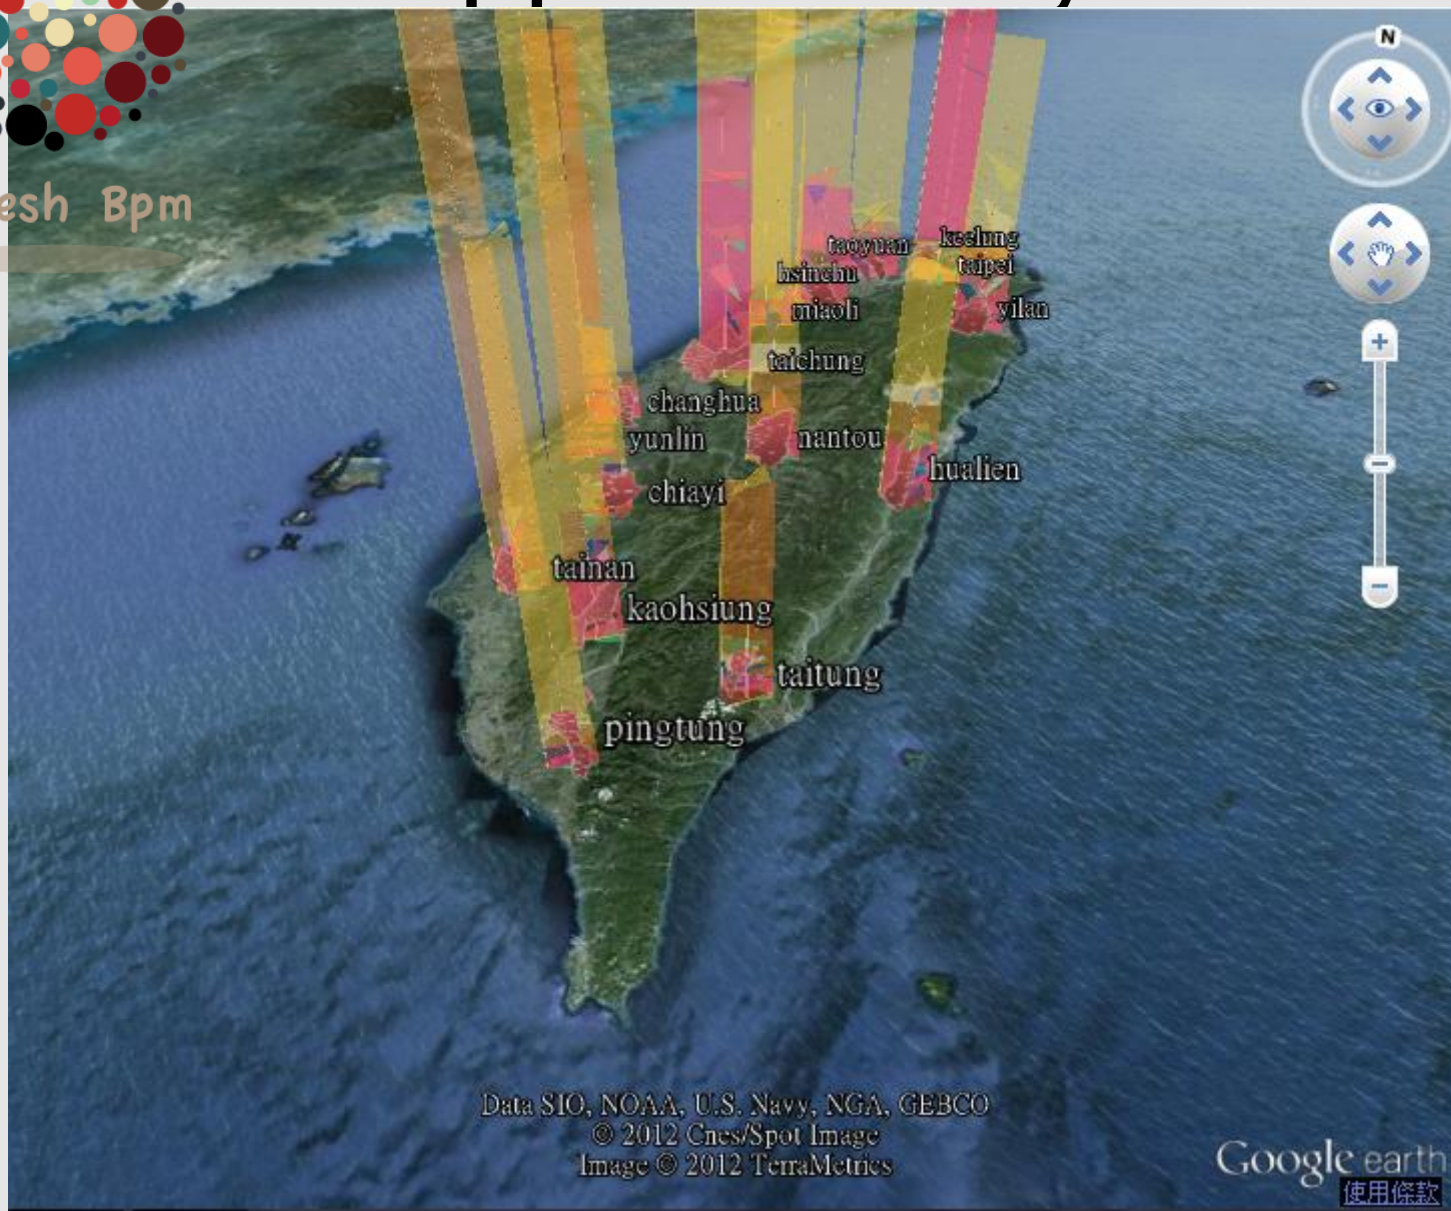 esh Bpm
N
taoyuan
keelung
hsinchu
taipei
miaoli
yilan
taichung
changhua
yunlin
nantou
hualien
chiayi
tainan
kaohsiung
taitung
pingtung
Data SIO, NOAA, U.S. Navy, NGA, GEBCO
© 2012 Cnes/Spot Image
Image © 2012 TerraMetrics
Google earth
使用條款